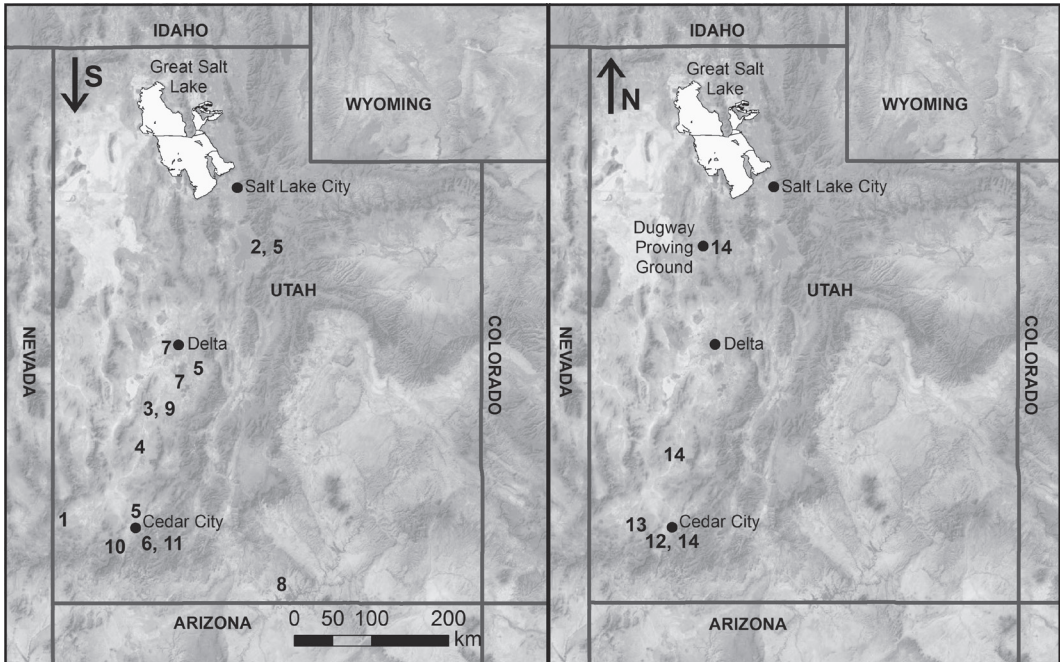 IDAHO
S
Great Salt
Lake
WYOMING
Salt Lake City
2, 5
UTAH
NEVADA
COLORADO
7
Delta
5
7
3, 9
4
5
1
Cedar City
10
6, 11
8
0 50 100 200
km
ARIZONA
IDAHO
N
Great Salt
Lake
WYOMING
Salt Lake City
Dugway
Proving
Ground
14
UTAH
NEVADA
COLORADO
Delta
14
13
Cedar City
12, 14
ARIZONA